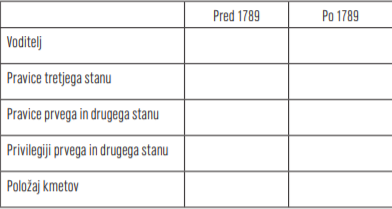 Pred 1789 Po 1789
Voditelj
Pravice tretjega stanu
Pravice prvega in drugega stanu
Privilegiji prvega in drugega stanu
Položaj kmetov